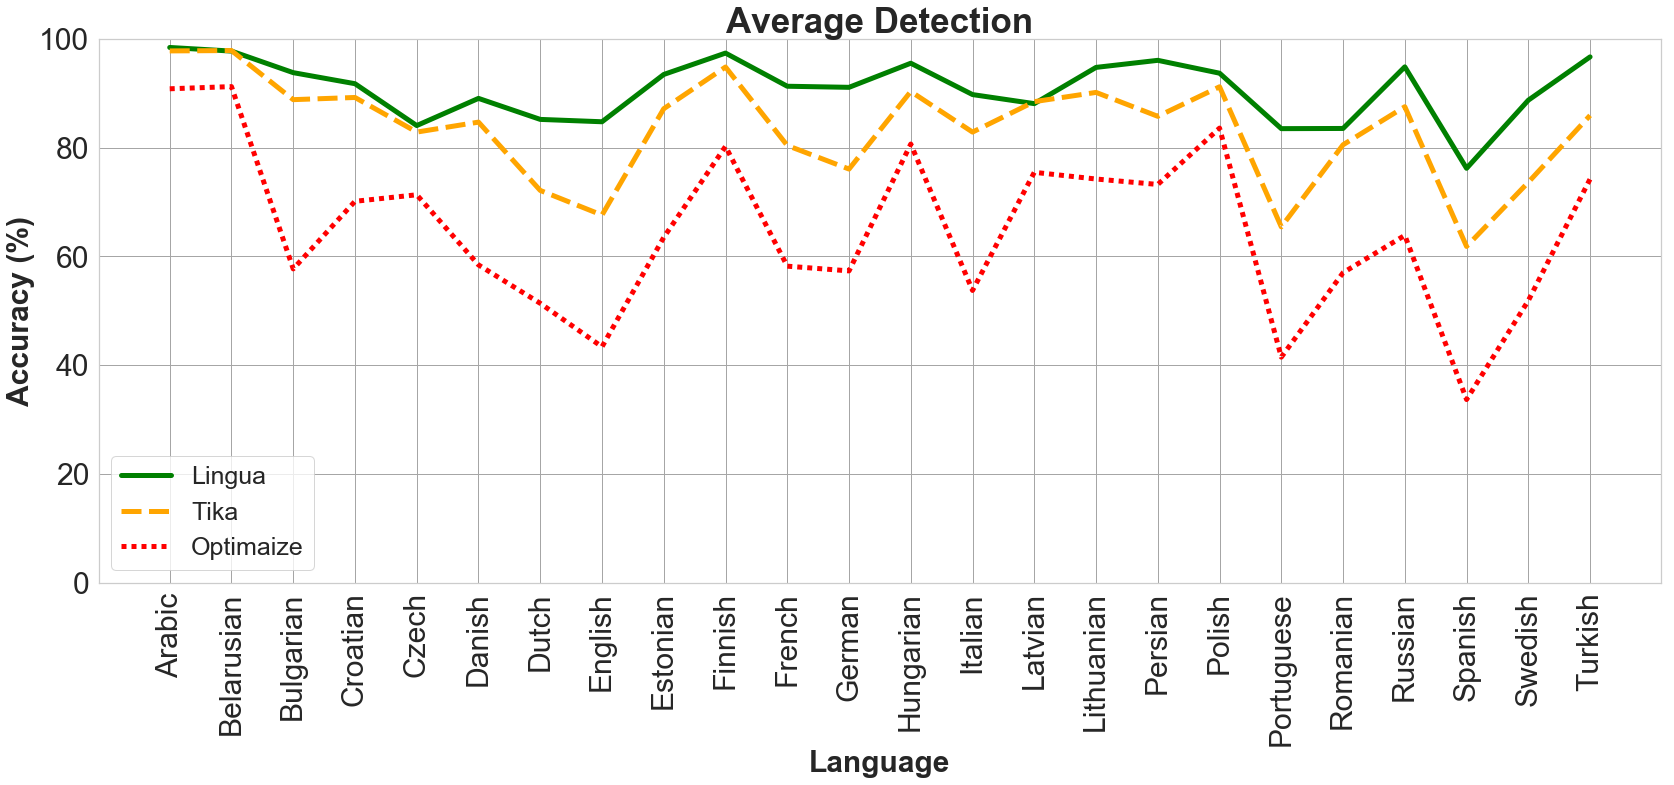 Average Detection
Accuracy (%)
100
80
60
40
20
0
Lingua
Tika
Optimaize
Arabic
Belarusian
Bulgarian
Croatian
Czech
Danish
Dutch
English
Estonian
Finnish
French
German
Hungarian
Italian
Latvian
Lithuanian
Persian
Polish
Portuguese
Romanian
Russian
Spanish
Swedish
Turkish
Language